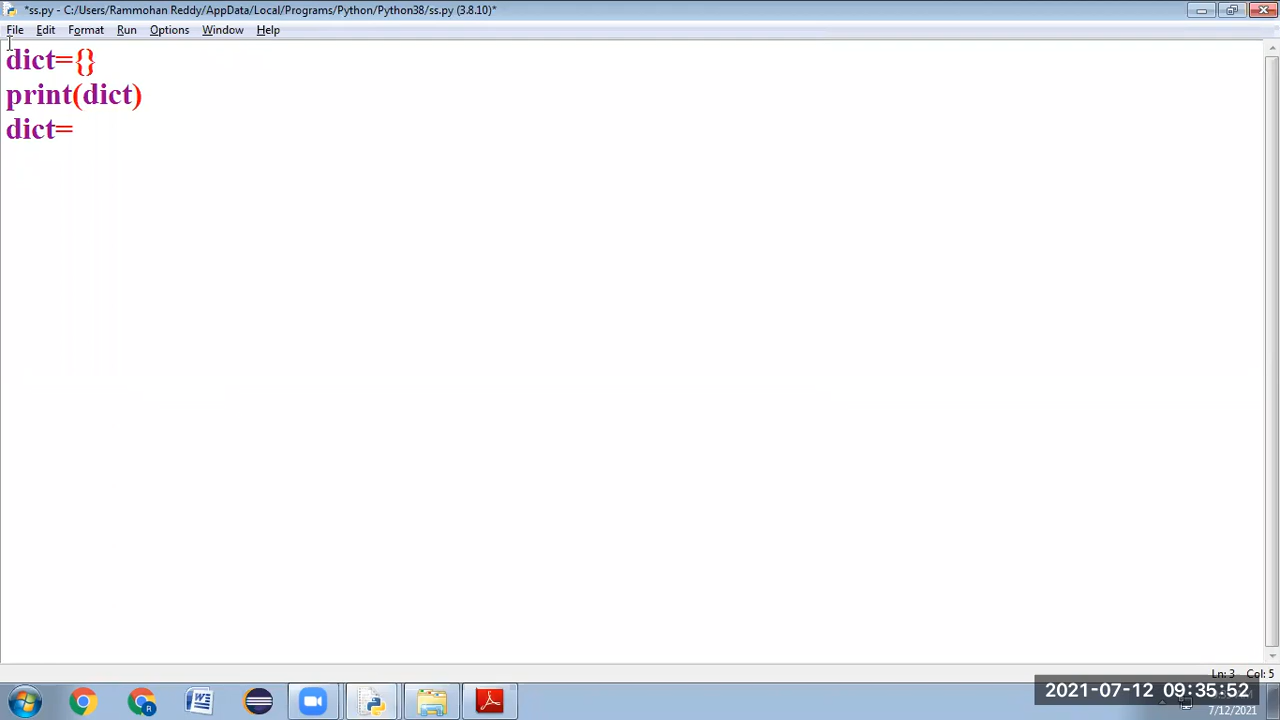 *ss.py - C:/Users/Rammohan Reddy/AppData/Local/Programs/Python/Python38/ss.py (3.8.10)*
File Edit Format Run Options Window Help
dict={}
print(dict)
dict=
Ln: 3 Col: 5
2021-07-12 09:35:52
7/12/2021